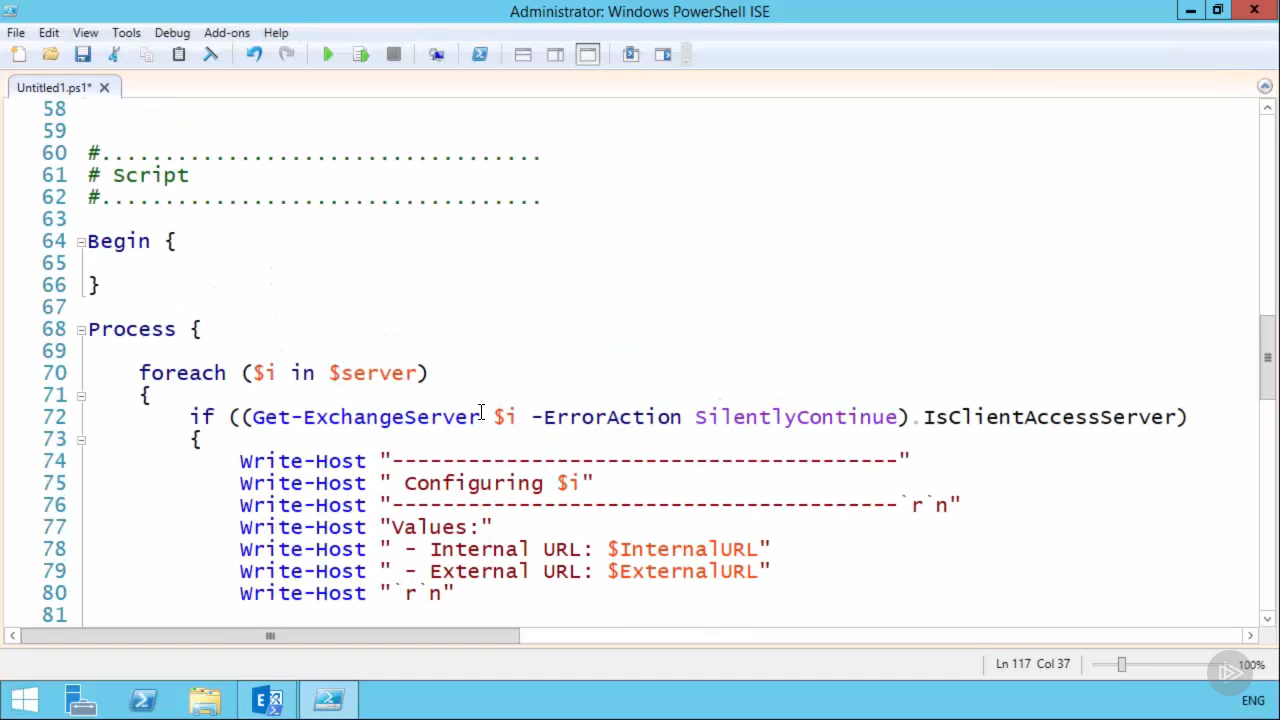 Administrator: Windows PowerShell ISE
File Edit View Tools Debug Add-ons Help
Untitled1.ps1*
58
59
60 #...................................
61 # Script
62 #...................................
63
64 Begin {
65
66 }
67
68 Process {
69
70 foreach ($i in $server)
71 {
72 if ((Get-ExchangeServer $i -ErrorAction SilentlyContinue).IsClientAccessServer)
73 {
74 Write-Host "----------------------------------------"
75 Write-Host " Configuring $i"
76 Write-Host "----------------------------------------`r`n"
77 Write-Host "Values:"
78 Write-Host " - Internal URL: $InternalURL"
79 Write-Host " - External URL: $ExternalURL"
80 Write-Host "`r`n"
81
Ln 117 Col 37 100%
ENG